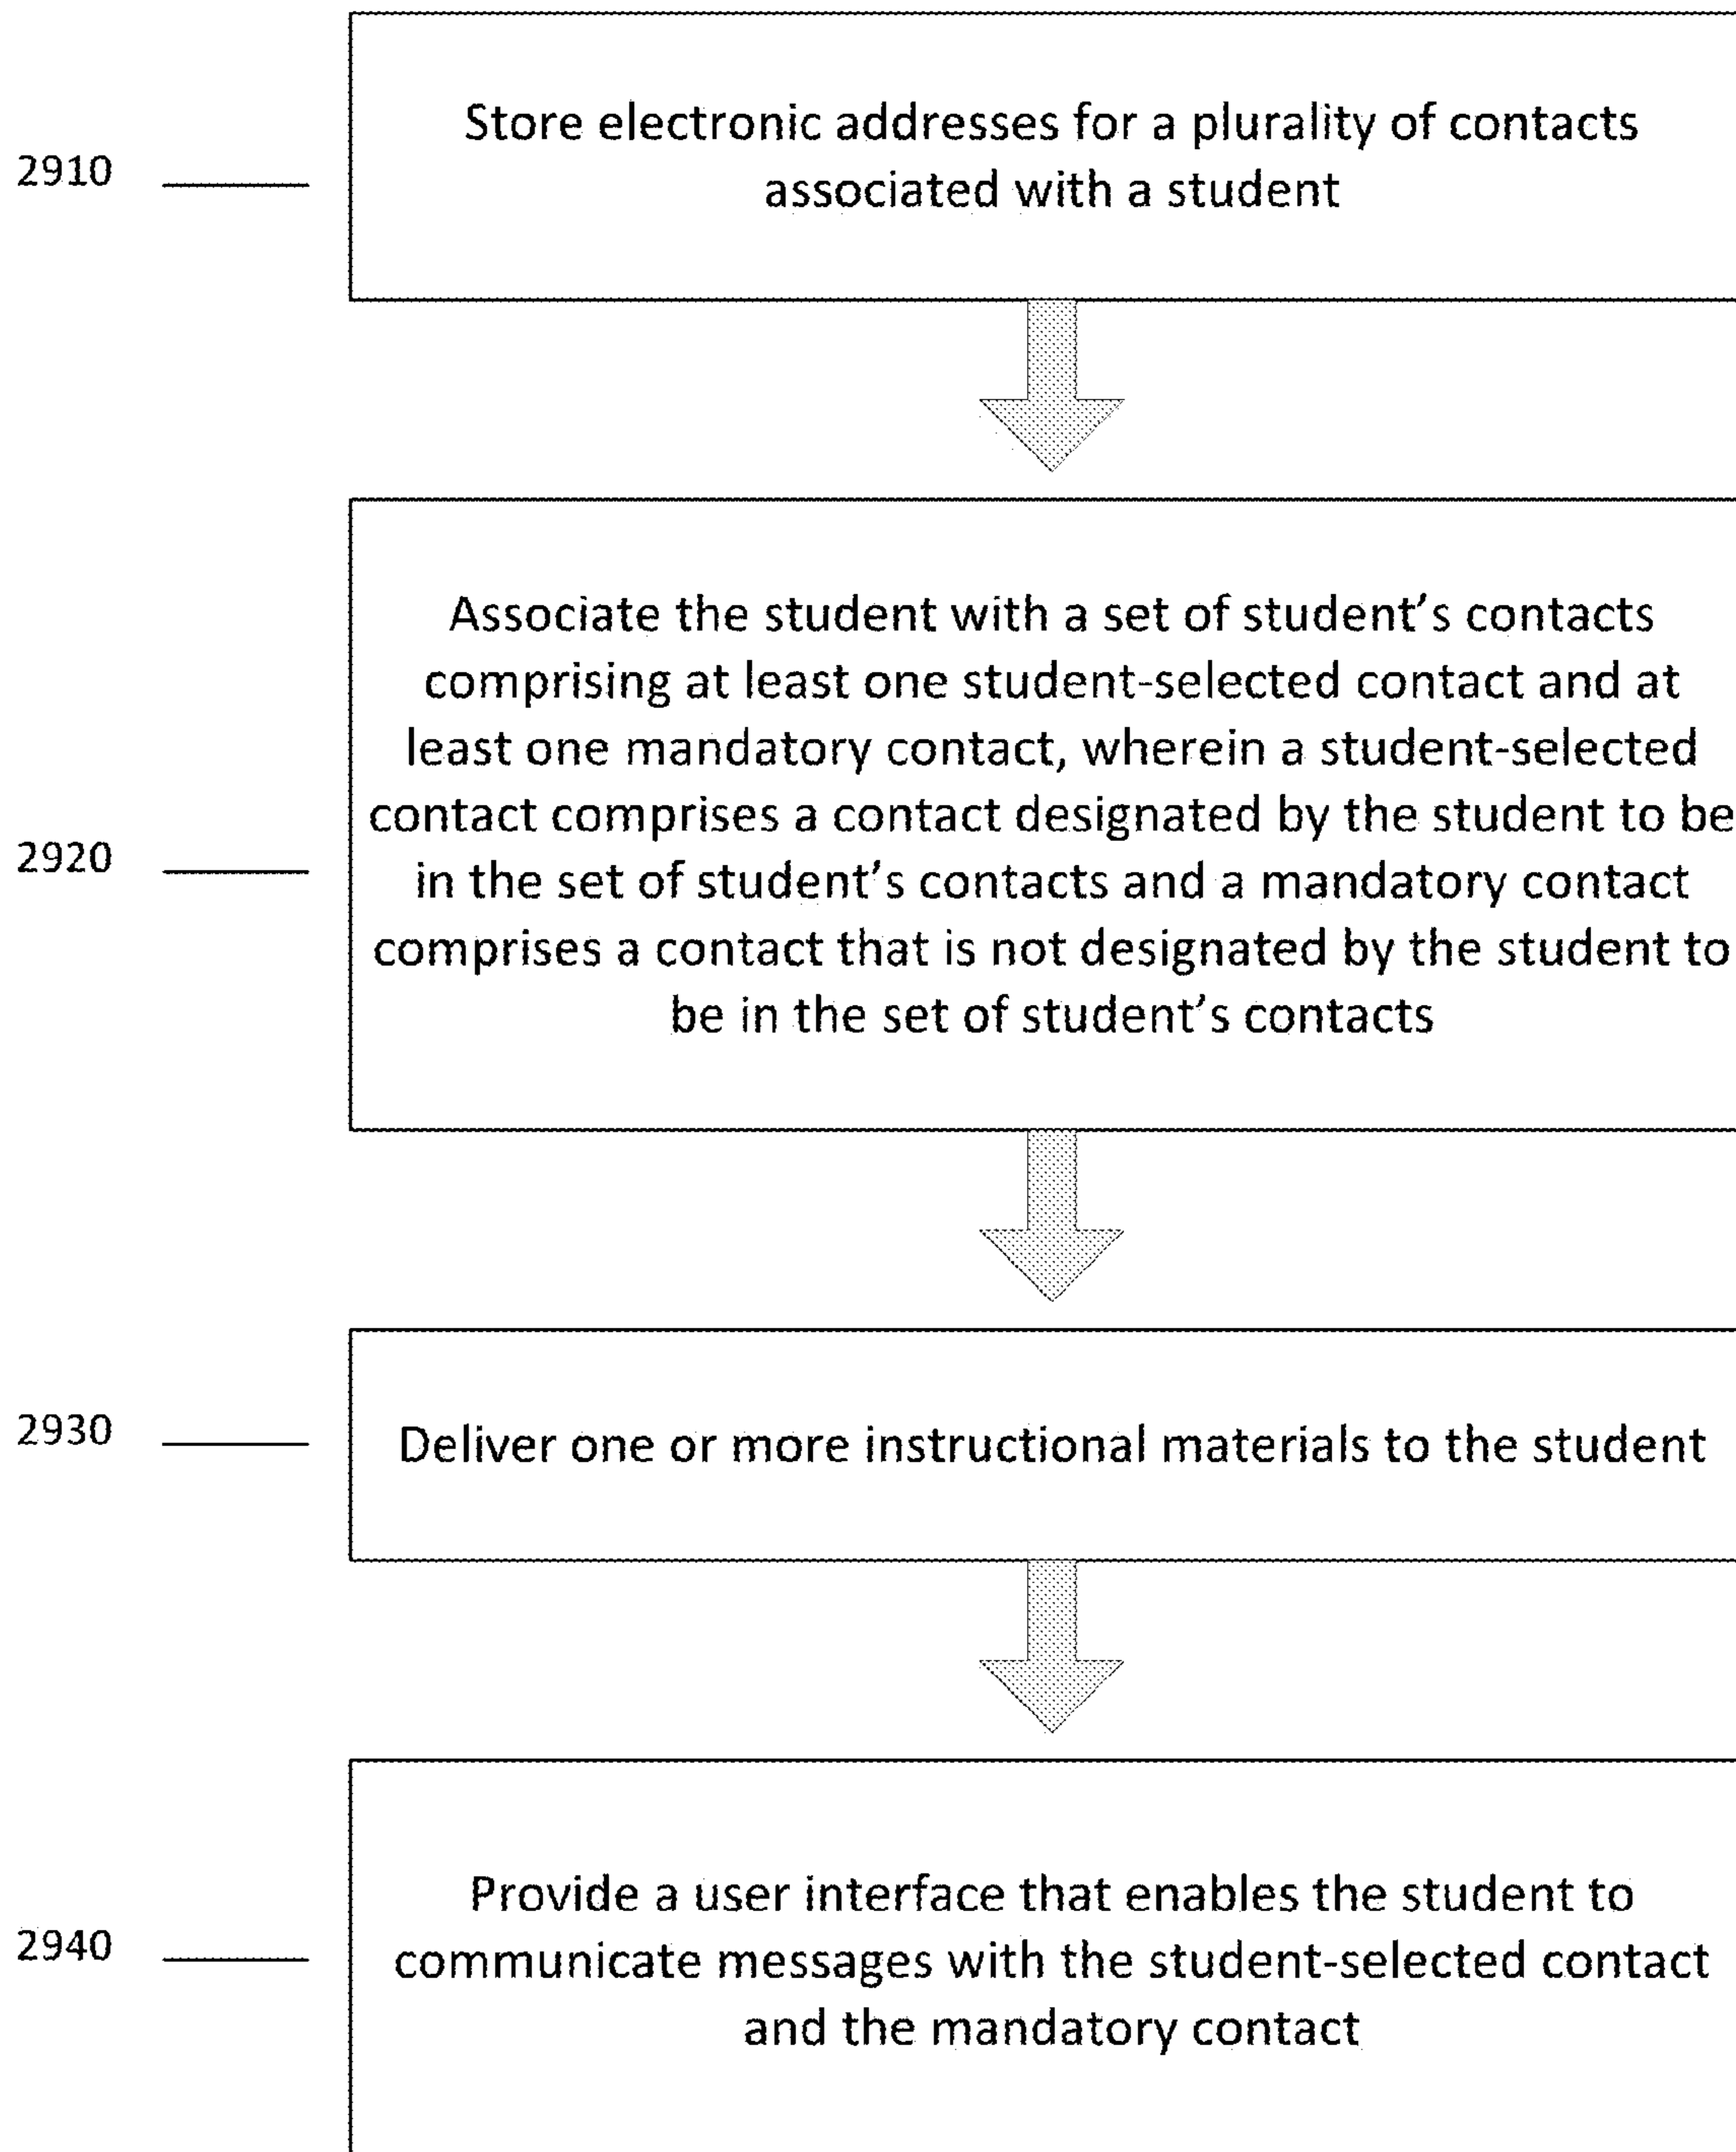 Store electronic addresses for a plurality of contacts
associated with a student
2910
Associate the student with a set of student's contacts
comprising at least one student-selected contact and at
least one mandatory contact, wherein a student-selected
contact comprises a contact designated by the student to be
in the set of student's contacts and a mandatory contact
comprises a contact that is not designated by the student to
be in the set of student's contacts
2920
Deliver one or more instructional materials to the student
2930
Provide a user interface that enables the student to
communicate messages with the student-selected contact
and the mandatory contact
2940